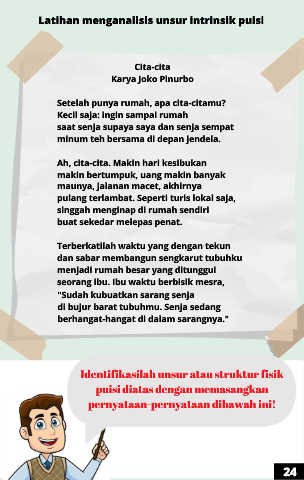 Latihan menganalisis unsur intrinsik puisi
Cita-cita
Karya Joko Pinurbo
Setelah punya rumah, apa cita-citamu?
Kecil saja: ingin sampai rumah
saat senja supaya saya dan senja sempat
minum teh bersama di depan jendela.
Ah, cita-cita. Makin hari kesibukan
makin bertumpuk, uang makin banyak
maunya, jalanan macet, akhirnya
pulang terlambat. Seperti turis lokal saja,
singgah menginap di rumah sendiri
buat sekedar melepas penat.
Terberkatilah waktu yang dengan tekun
dan sabar membangun sengkarut tubuhku
menjadi rumah besar yang ditunggui
seorang ibu. Ibu waktu berbisik mesra,
"Sudah kubuatkan sarang senja
di bujur barat tubuhmu. Senja sedang
berhangat-hangat di dalam sarangnya."
Identifikasilah unsur atau struktur fisik
puisi diatas dengan memasangkan
pernyataan-pernyataan dibawah ini!
24